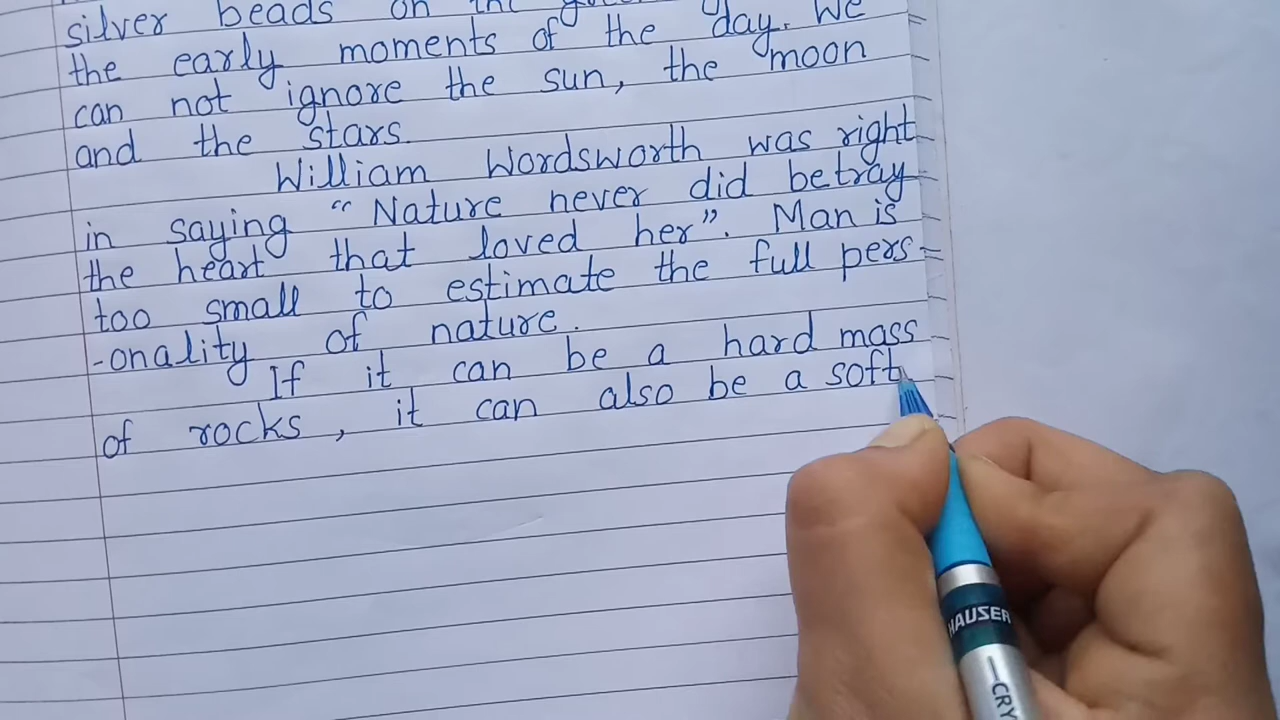 silver beads on the
the early moments of the day. We
can not ignore the sun, the moon
and the stars.
William Wordsworth was right
in saying “Nature never did betray
the heart that loved her”. Man is
too small to estimate the full pers=
-onality of nature.
If it can be a hard mass
of rocks, it can also be a soft
HAUSER
CRY